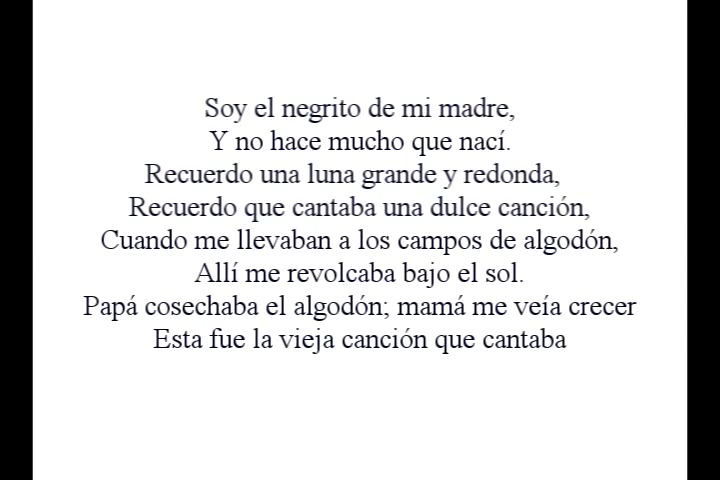 Soy el negrito de mi madre,
Y no hace mucho que nací.
Recuerdo una luna grande y redonda,
Recuerdo que cantaba una dulce canción,
Cuando me llevaban a los campos de algodón,
Allí me revolcaba bajo el sol.
Papá cosechaba el algodón; mamá me veía crecer
Esta fue la vieja canción que cantaba